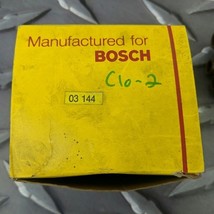 Manufactured for
BOSCH
C10-2
03 144